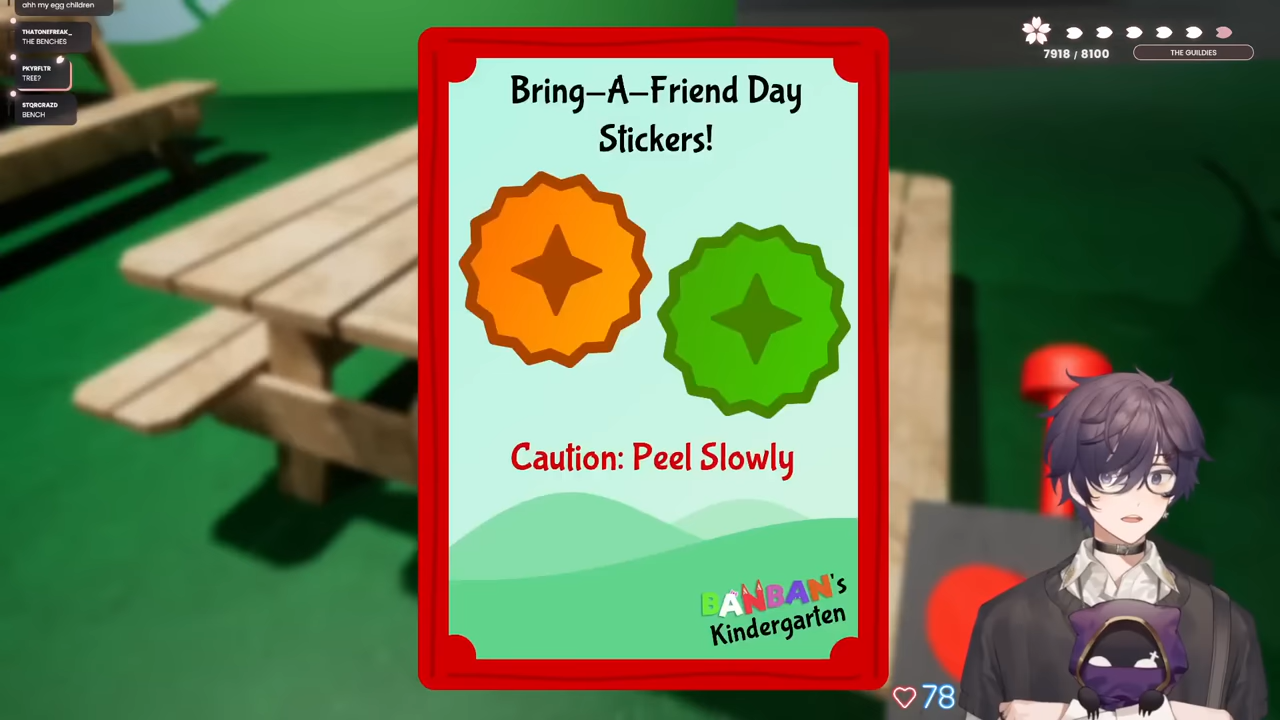 ahh my egg children
THATONEFREAK_
THE BENCHES
PKYRFLTR
TREE?
STQRCRAZD
BENCH
Bring-A-Friend Day
Stickers!
Caution: Peel Slowly
BANBAN's
Kindergarten
7918 / 8100
THE GUILDIES
78